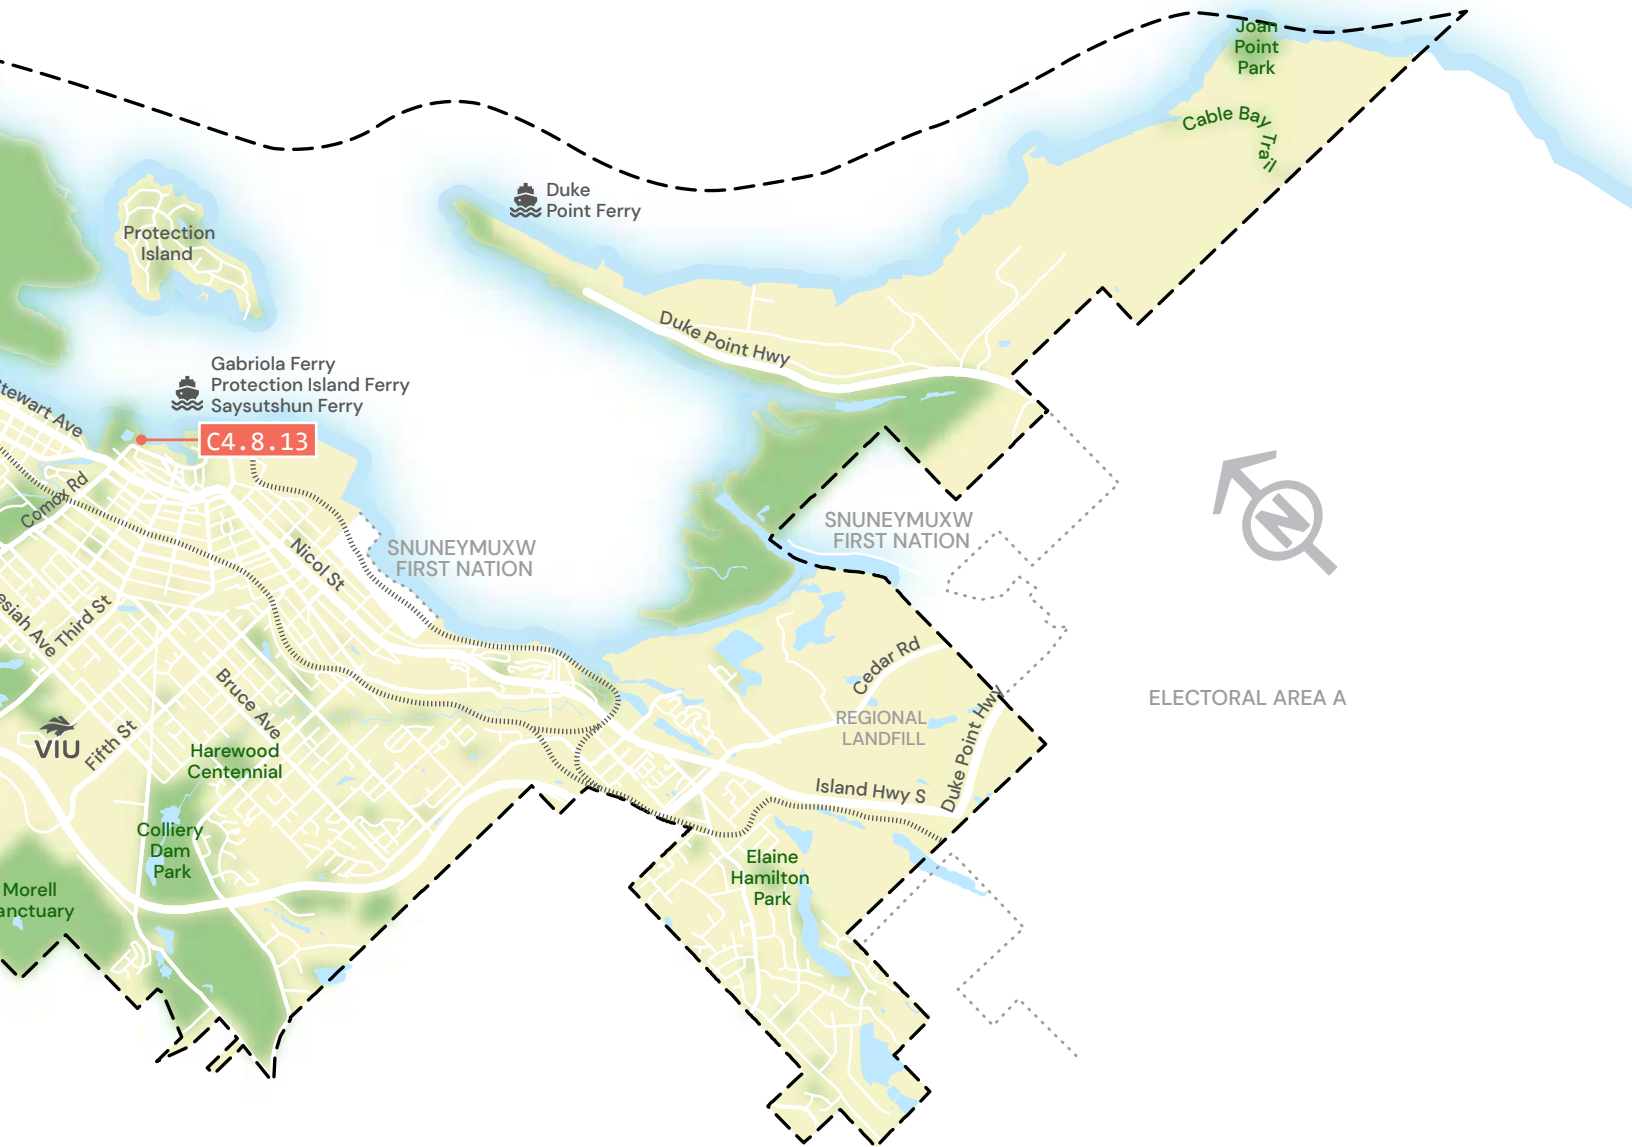 Joan
Point
Park
Cable Bay Trail
Duke
Point Ferry
Protection
Island
Duke Point Hwy
Gabriola Ferry
Protection Island Ferry
Saysutshun Ferry
Stewart Ave
C4.8.13
Comox Rd
SNUNEYMUXW
FIRST NATION
SNUNEYMUXW
FIRST NATION
Nicol St
esiah Ave
Third St
Cedar Rd
Bruce Ave
ELECTORAL AREA A
REGIONAL
LANDFILL
Duke Point Hwy
VIU
Fifth St
Harewood
Centennial
Island Hwy S
Colliery
Dam
Park
Elaine
Hamilton
Park
Morell
anctuary
N